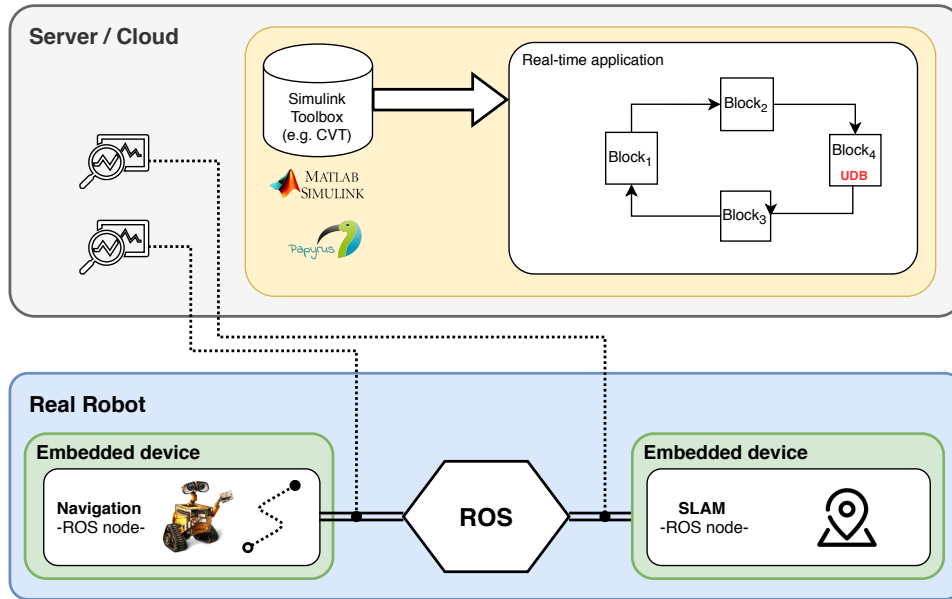 Server / Cloud
Simulink
Toolbox
(e.g. CVT)
MATLAB
SIMULINK
Papyrus
Real-time application
Block1
Block2
Block4
UDB
Block3
Real Robot
Embedded device
Navigation
-ROS node-
ROS
Embedded device
SLAM
-ROS node-